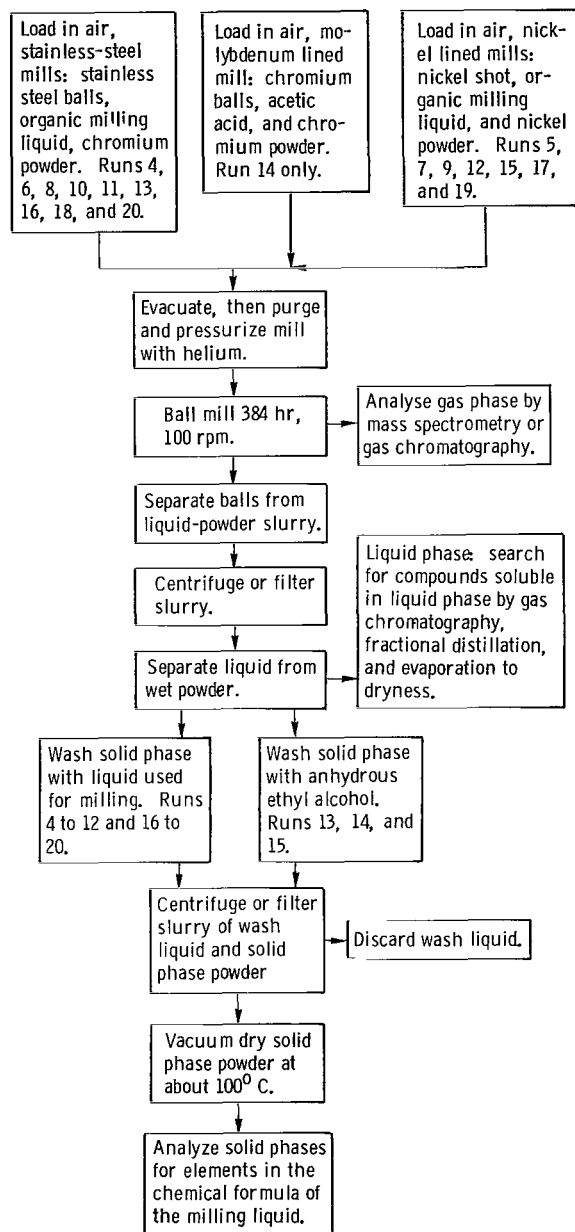 Load in air,
stainless-steel
mills: stainless
steel balls,
organic milling
liquid, chromium
powder. Runs 4,
6, 8, 10, 11, 13,
16, 18, and 20.
Load in air, mo-
lybdenum lined
mill: chromium
balls, acetic
acid, and chro-
mium powder.
Run 14 only.
Load in air, nick-
el lined mills:
nickel shot, or-
ganic milling
liquid, and nickel
powder. Runs 5,
7, 9, 12, 15, 17,
and 19.
Evacuate, then purge
and pressurize mill
with helium.
Ball mill 384 hr,
100 rpm.
Analyse gas phase by
mass spectrometry or
gas chromatography.
Separate balls from
liquid-powder slurry.
Centrifuge or filter
slurry.
Liquid phase: search
for compounds soluble
in liquid phase by gas
chromatography,
fractional distillation,
and evaporation to
dryness.
Separate liquid from
wet powder.
Wash solid phase
with liquid used
for milling. Runs
4 to 12 and 16 to
20.
Wash solid phase
with anhydrous
ethyl alcohol.
Runs 13, 14, and
15.
Centrifuge or filter
slurry of wash
liquid and solid
phase powder
Discard wash liquid.
Vacuum dry solid
phase powder at
about 100° C.
Analyze solid phases
for elements in the
chemical formula of
the milling liquid.